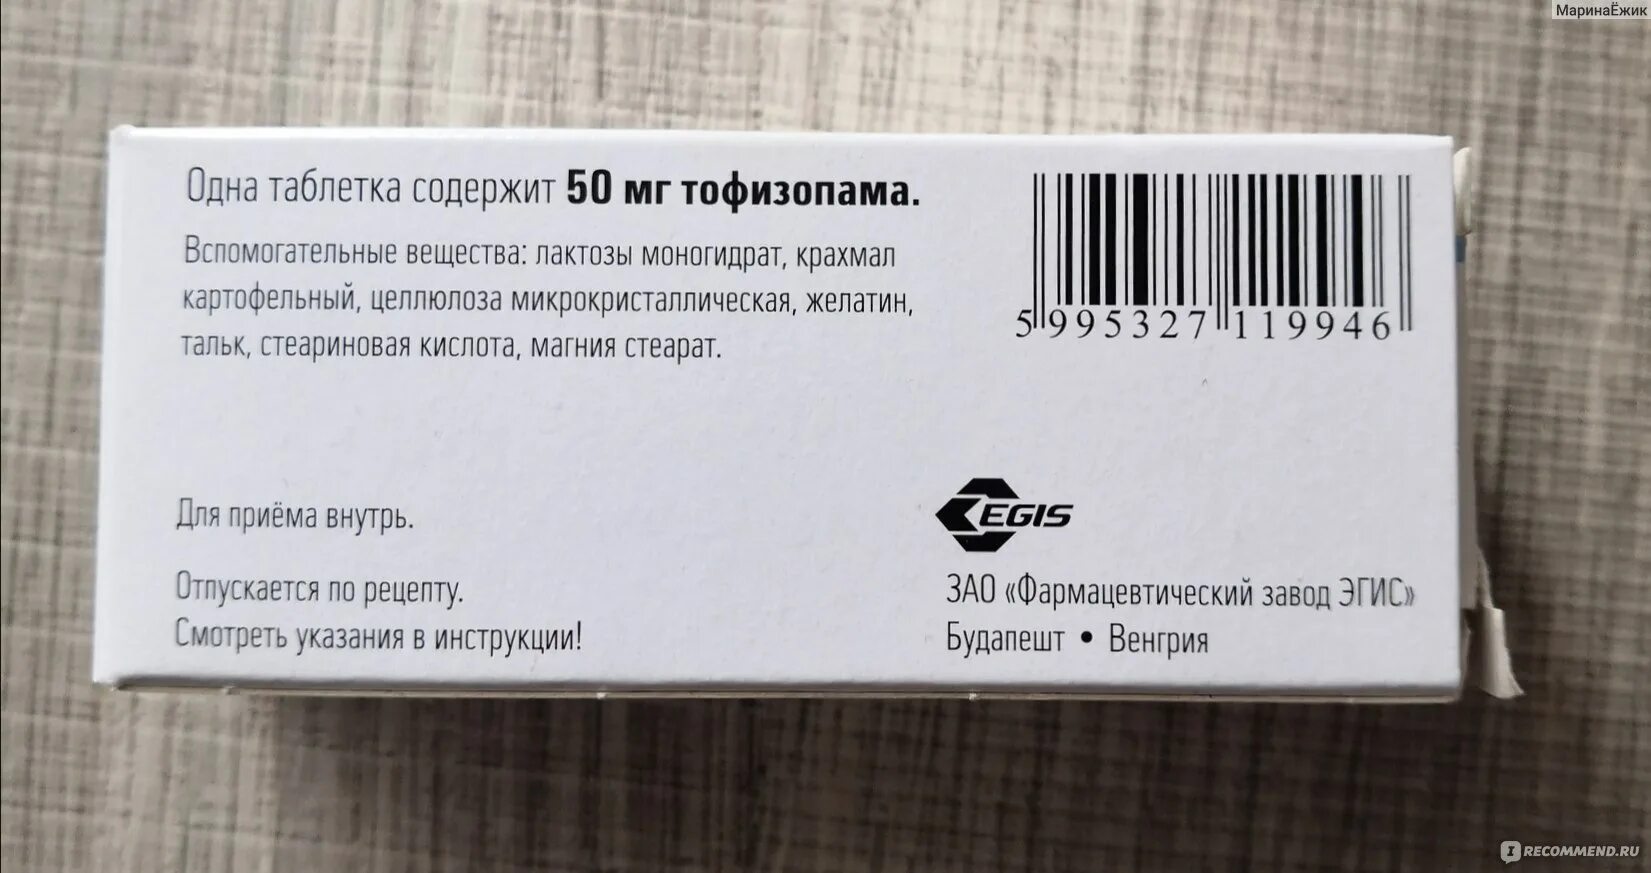 МаринаЁжик
Одна таблетка содержит 50 мг тофизопама.
Вспомогательные вещества: лактозы моногидрат, крахмал
картофельный, целлюлоза микрокристаллическая, желатин,
тальк, стеариновая кислота, магния стеарат.
5 995327 119946
Для приёма внутрь.
Отпускается по рецепту.
Смотреть указания в инструкции!
EGIS
ЗАО «Фармацевтический завод ЭГИС»
Будапешт • Венгрия
I RECOMMEND.RU